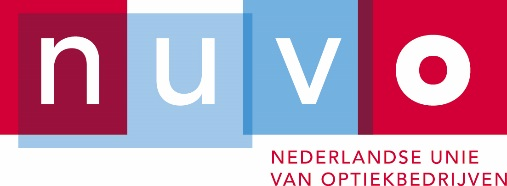 nuvo
NEDERLANDSE UNIE
VAN OPTIEKBEDRIJVEN